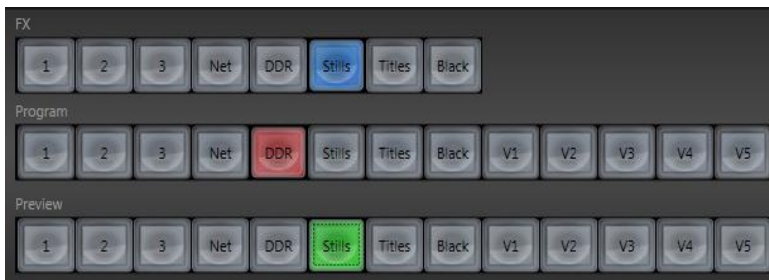 FX
1 2 3 Net DDR Stills Titles Black
Program
1 2 3 Net DDR Stills Titles Black V1 V2 V3 V4 V5
Preview
1 2 3 Net DDR Stills Titles Black V1 V2 V3 V4 V5